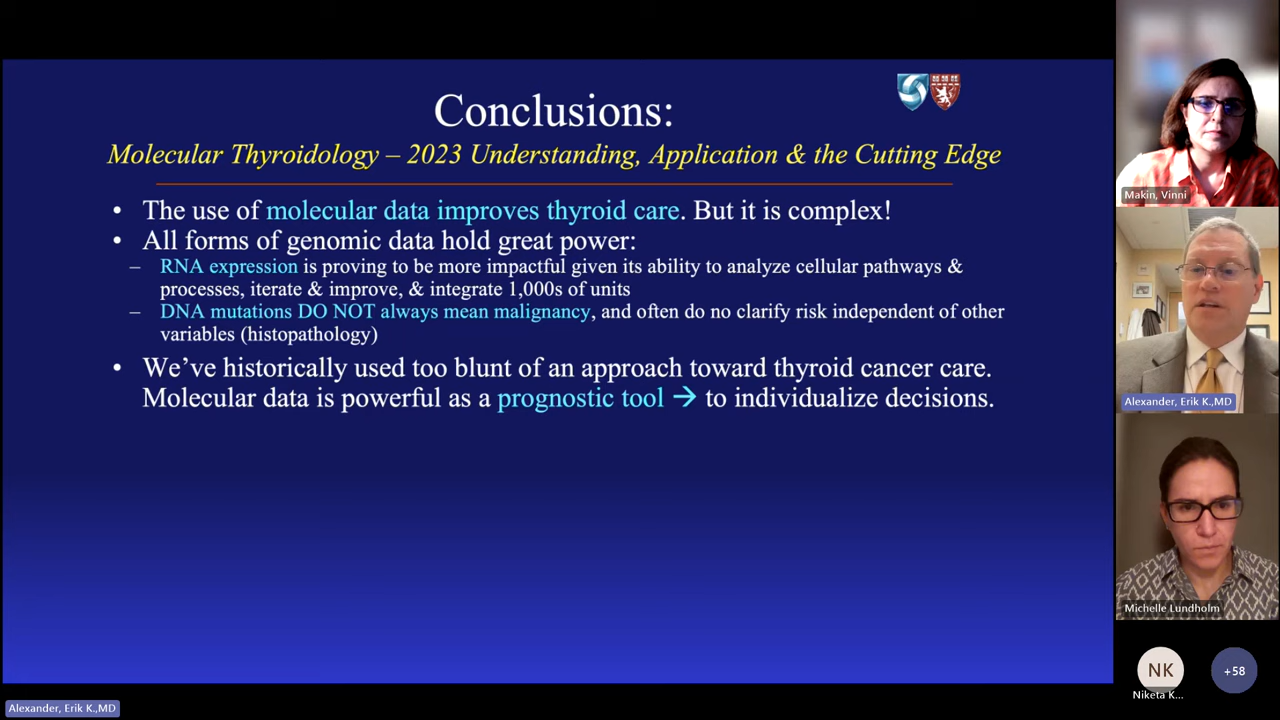 Conclusions:
Molecular Thyroidology – 2023 Understanding, Application & the Cutting Edge
• The use of molecular data improves thyroid care. But it is complex!
• All forms of genomic data hold great power:
– RNA expression is proving to be more impactful given its ability to analyze cellular pathways &
processes, iterate & improve, & integrate 1,000s of units
– DNA mutations DO NOT always mean malignancy, and often do no clarify risk independent of other
variables (histopathology)
• We’ve historically used too blunt of an approach toward thyroid cancer care.
Molecular data is powerful as a prognostic tool → to individualize decisions.
Makin, Vinni
Alexander, Erik K.,MD
Michelle Lundholm
NK
Niketa K...
+58
Alexander, Erik K.,MD